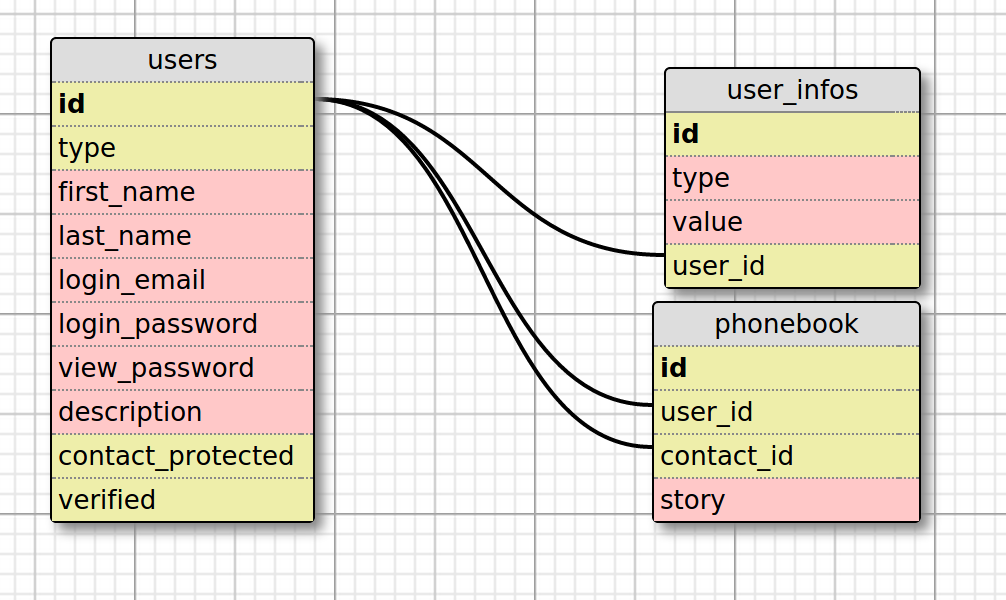 users
id
type
first_name
last_name
login_email
login_password
view_password
description
contact_protected
verified
user_infos
id
type
value
user_id
phonebook
id
user_id
contact_id
story